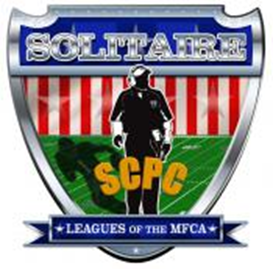 SOLITAIRE
SCPC
LEAGUES OF THE MFCA